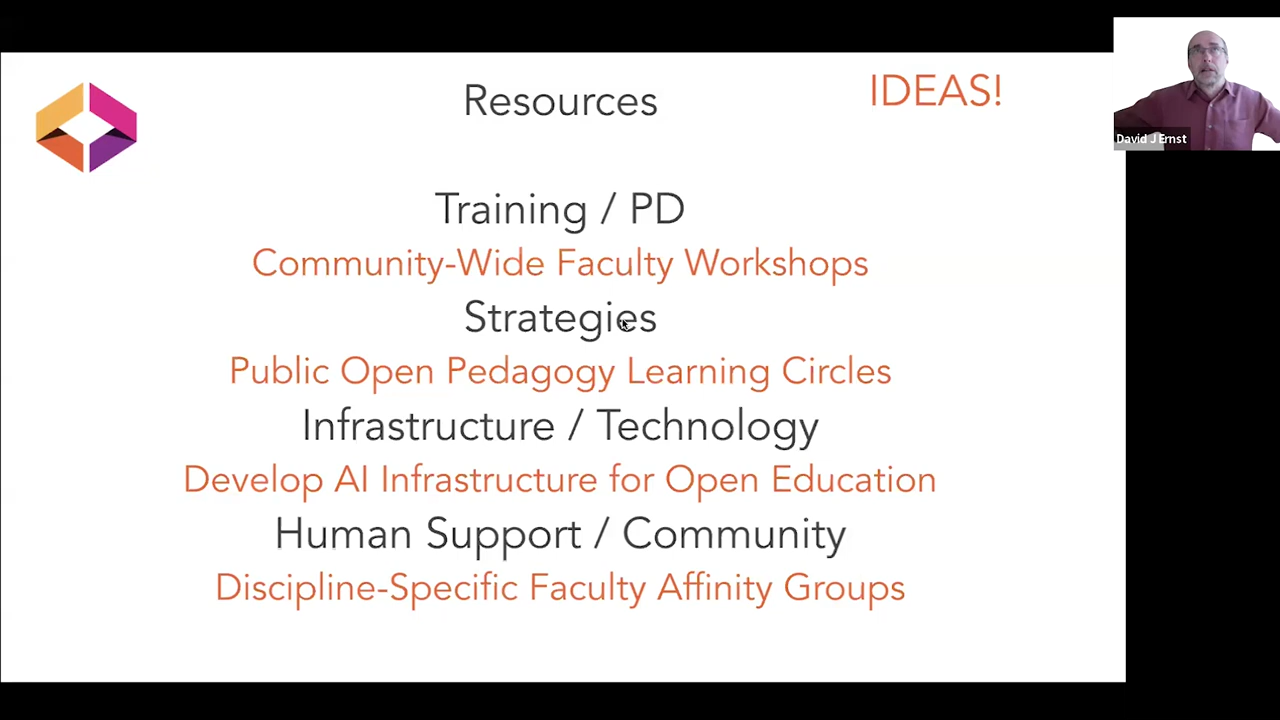 Resources
IDEAS!
David J Ernst
Training / PD
Community-Wide Faculty Workshops
Strategies
Public Open Pedagogy Learning Circles
Infrastructure / Technology
Develop AI Infrastructure for Open Education
Human Support / Community
Discipline-Specific Faculty Affinity Groups